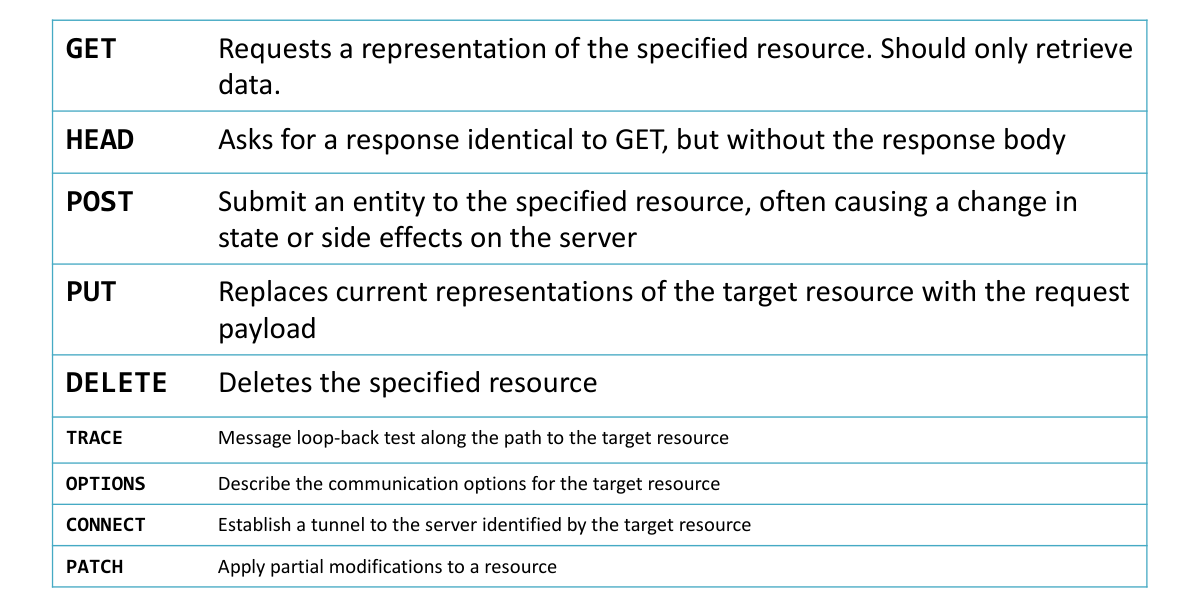 GET Requests a representation of the specified resource. Should only retrieve
data.
HEAD Asks for a response identical to GET, but without the response body
POST Submit an entity to the specified resource, often causing a change in
state or side effects on the server
PUT Replaces current representations of the target resource with the request
payload
DELETE Deletes the specified resource
TRACE Message loop-back test along the path to the target resource
OPTIONS Describe the communication options for the target resource
CONNECT Establish a tunnel to the server identified by the target resource
PATCH Apply partial modifications to a resource